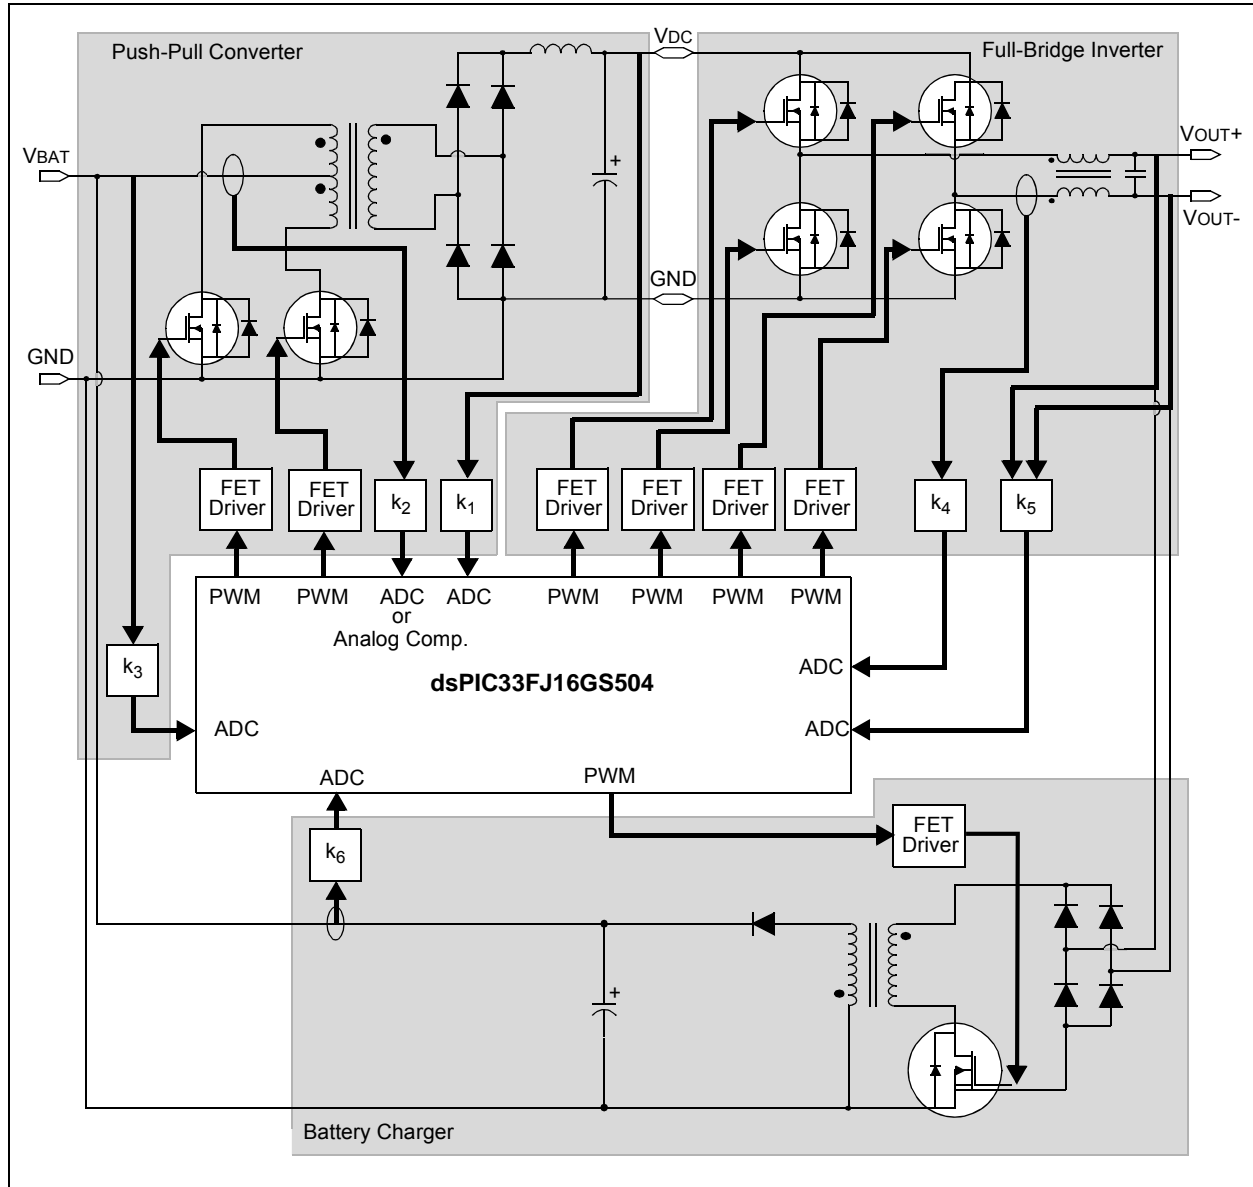 Push-Pull Converter
VDC
Full-Bridge Inverter
VBAT
+
VOUT+
VOUT-
GND
GND
FET
Driver
FET
Driver
k2
k1
FET
Driver
FET
Driver
FET
Driver
FET
Driver
k4
k5
PWM
PWM
ADC
or
Analog Comp.
ADC
PWM
PWM
PWM
PWM
k3
ADC
dsPIC33FJ16GS504
ADC
ADC
ADC
PWM
k6
FET
Driver
+
Battery Charger